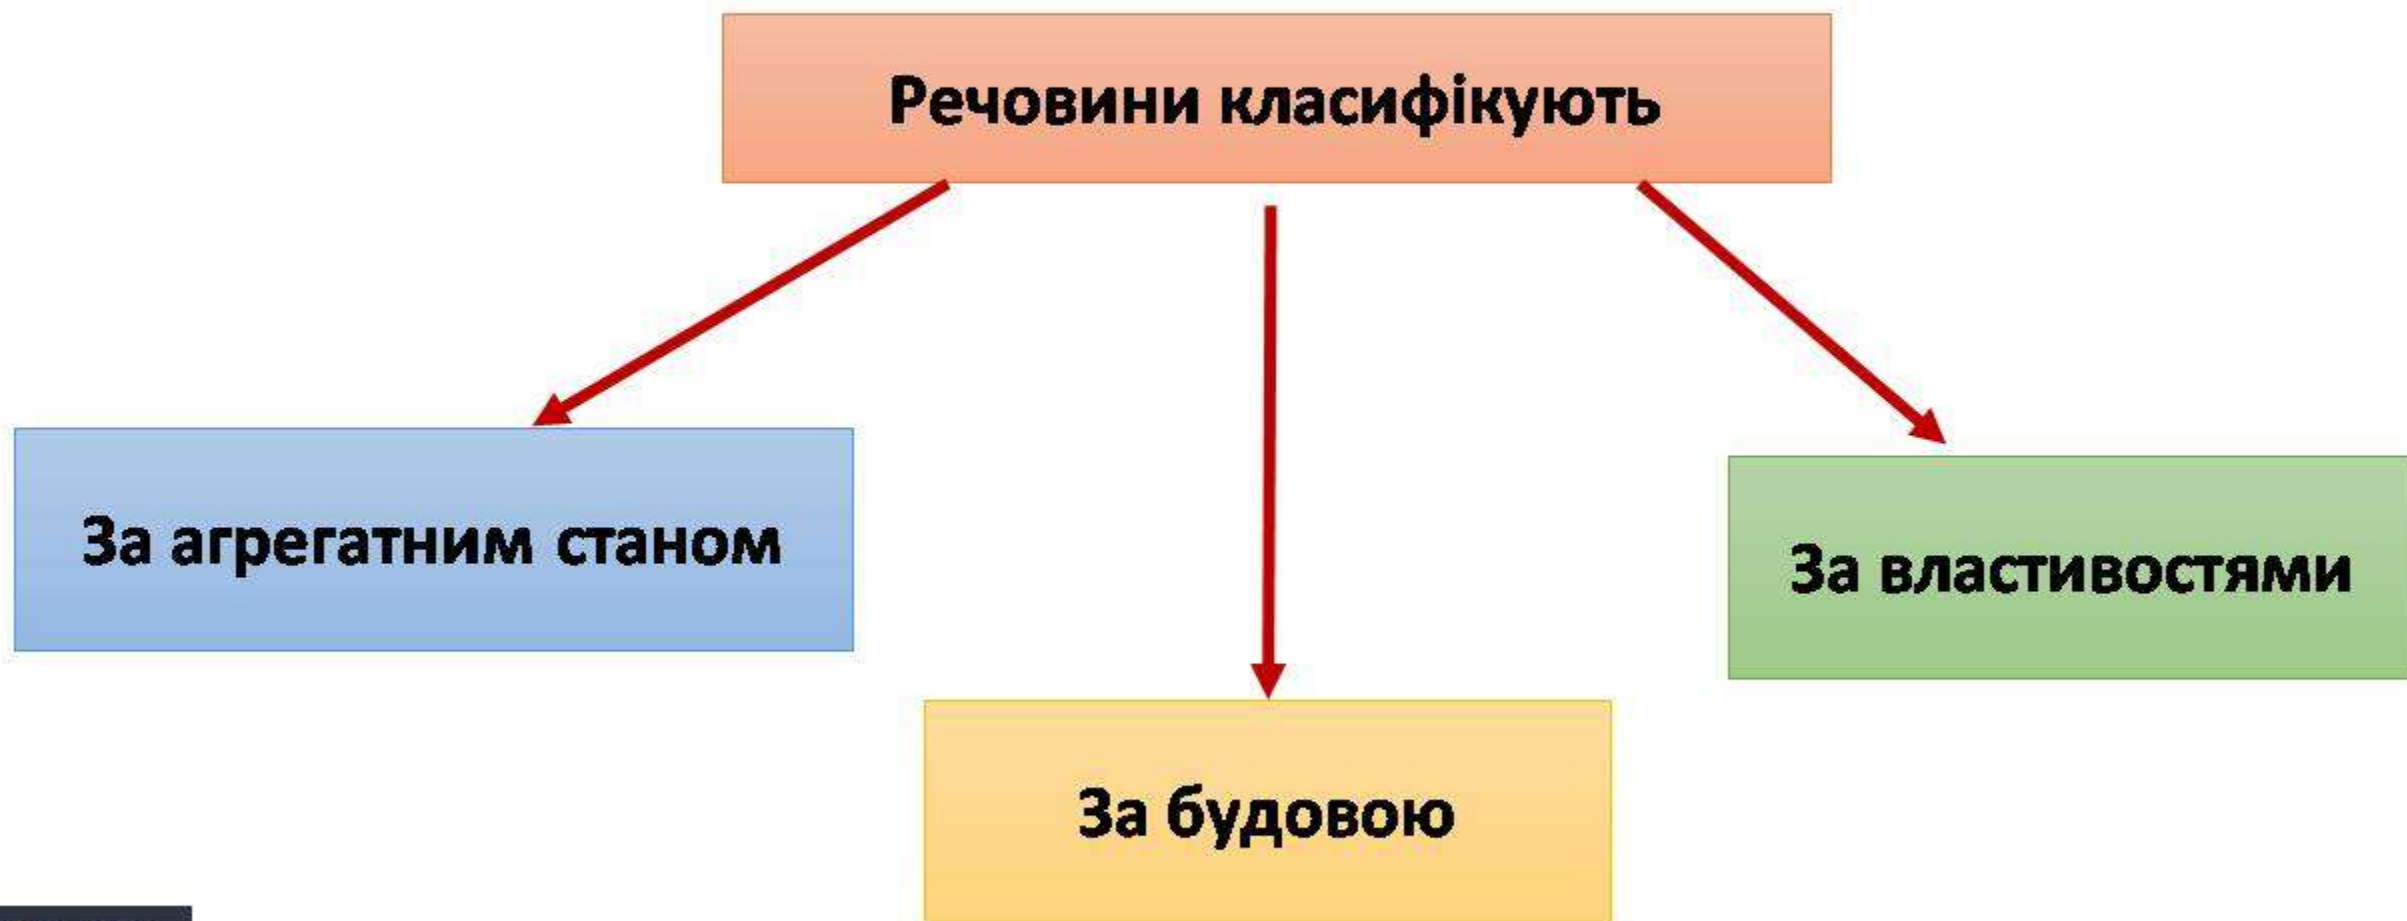 Речовини класифікують
За агрегатним станом
За властивостями
За будовою